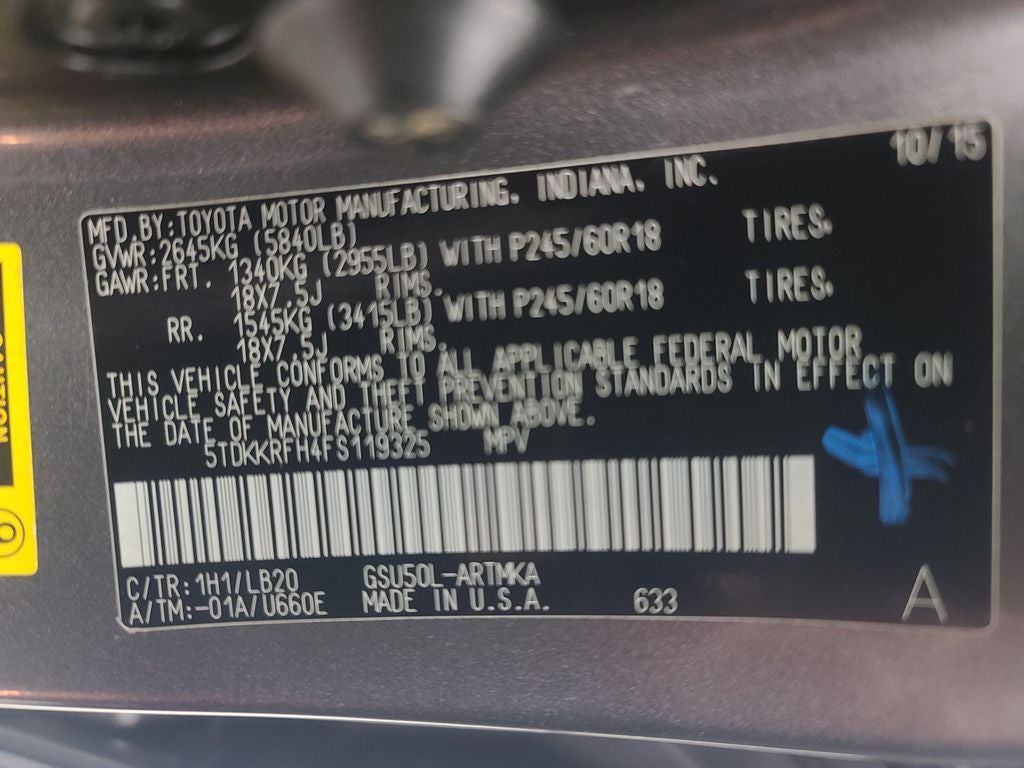 10/15
MFD.BY:TOYOTA MOTOR MANUFACTURING, INDIANA, INC.
GVWR:2645KG (5840LB)
GAWR:FRT. 1340KG (2955LB) WITH P245/60R18 TIRES,
18X7.5J RIMS.
RR. 1545KG (3415LB) WITH P245/60R18 TIRES,
18X7.5J RIMS.
THIS VEHICLE CONFORMS TO ALL APPLICABLE FEDERAL MOTOR
VEHICLE SAFETY AND THEFT PREVENTION STANDARDS IN EFFECT ON
THE DATE OF MANUFACTURE SHOWN ABOVE.
5TDKKRFH4FS119325 MPV
C/TR: 1H1/LB20 GSU50L-ARTMKA
A/TM:-01A/U660E MADE IN U.S.A. 633
A